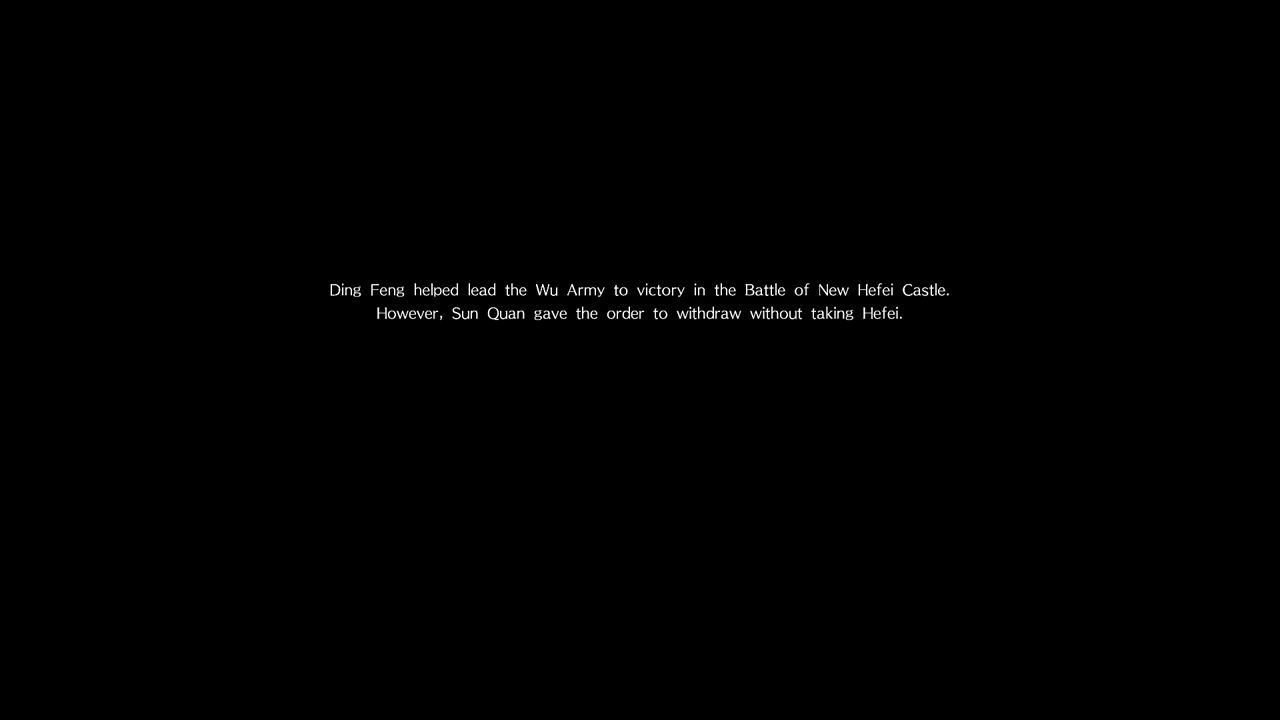 Ding Feng helped lead the Wu Army to victory in the Battle of New Hefei Castle.
However, Sun Quan gave the order to withdraw without taking Hefei.